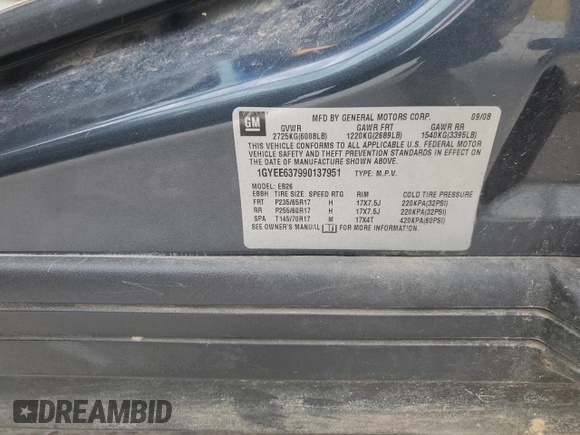 GM
MFD BY GENERAL MOTORS CORP. 09/08
GVWR GAWR FRT GAWR RR
2725KG(6008LB) 1220KG(2689LB) 1540KG(3395LB)
THIS VEHICLE CONFORMS TO ALL APPLICABLE U.S. FEDERAL MOTOR
VEHICLE SAFETY AND THEFT PREVENTION STANDARDS IN EFFECT ON
THE DATE OF MANUFACTURE SHOWN ABOVE.
1GYEE637990137951 TYPE: M.P.V.
MODEL: EB26
EBBH TIRE SIZE SPEED RTG RIM COLD TIRE PRESSURE
FRT P235/65R17 H 17X7.5J 220KPA(32PSI)
RR P255/60R17 H 17X7.5J 220KPA(32PSI)
SPA T145/70R17 M 17X4T 420KPA(60PSI)
SEE OWNER'S MANUAL FOR MORE INFORMATION.
DREAMBID